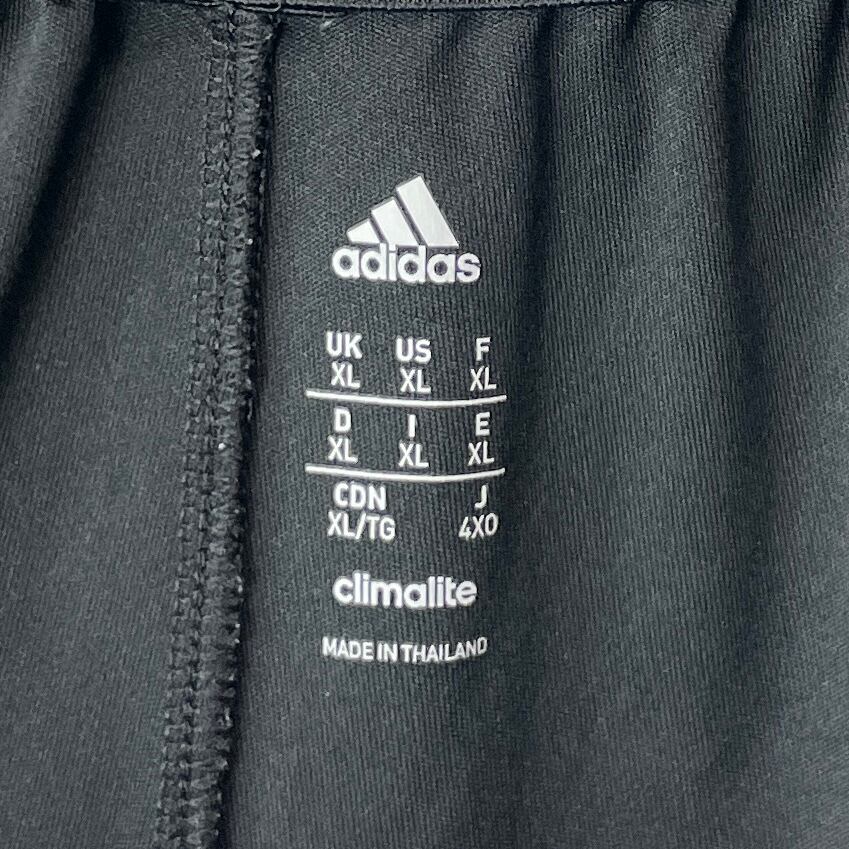 adidas
UK US F
XL XL XL
D I E
XL XL XL
CDN J
XL/TG 4XO
climalite
MADE IN THAILAND